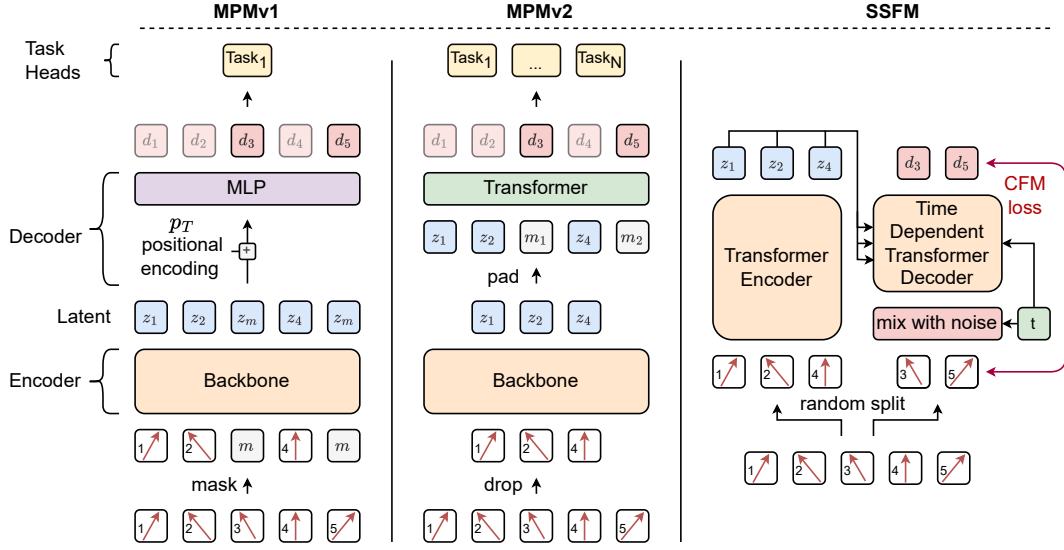 MPMv1
MPMv2
SSFM
Task
Heads
Task1
Task1
...
TaskN
d1 d2 d3 d4 d5
d1 d2 d3 d4 d5
z1 z2 z4
d3 d5
Decoder
MLP
pT
positional
encoding
+
Transformer
z1 z2 m1 z4 m2
pad
Transformer
Encoder
Time
Dependent
Transformer
Decoder
CFM
loss
Latent
z1 z2 zm z4 zm
z1 z2 z4
mix with noise
t
Encoder
Backbone
Backbone
1 2 4
3 5
random split
1 2 m 4 m
1 2 4
1 2 3 4 5
mask
drop
1 2 3 4 5
1 2 3 4 5